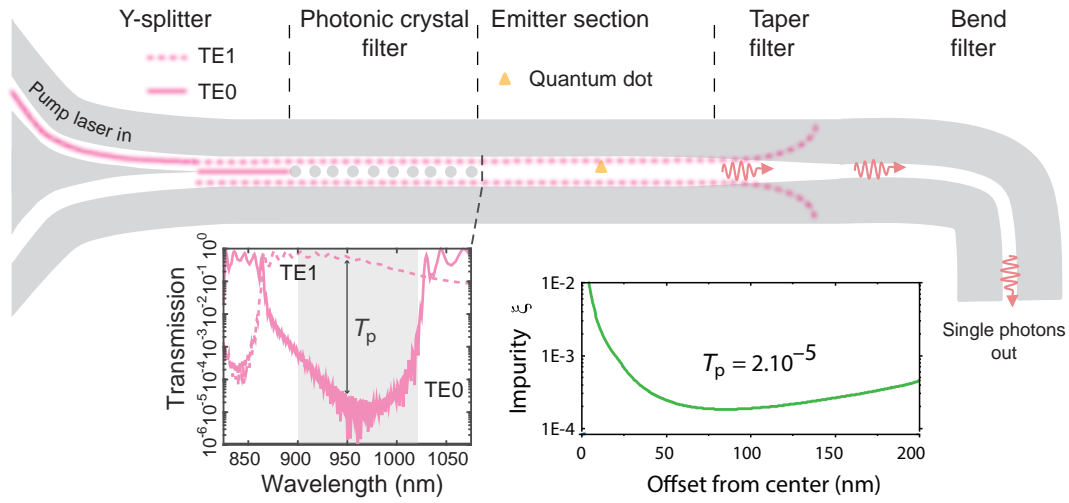 Y-splitter
Photonic crystal
filter
Emitter section
Taper
filter
Bend
filter
TE1
TE0
Quantum dot
Pump laser in
Single photons
out
Transmission
10^0
10^-1
10^-2
10^-3
10^-4
10^-5
10^-6
TE1
T_p
TE0
850 900 950 1000 1050
Wavelength (nm)
Impurity ξ
1E-2
1E-3
1E-4
T_p = 2.10^-5
0 50 100 150 200
Offset from center (nm)